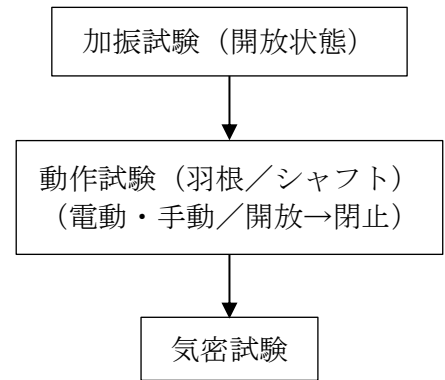 加振試験（開放状態）
動作試験（羽根／シャフト）
（電動・手動／開放→閉止）
気密試験